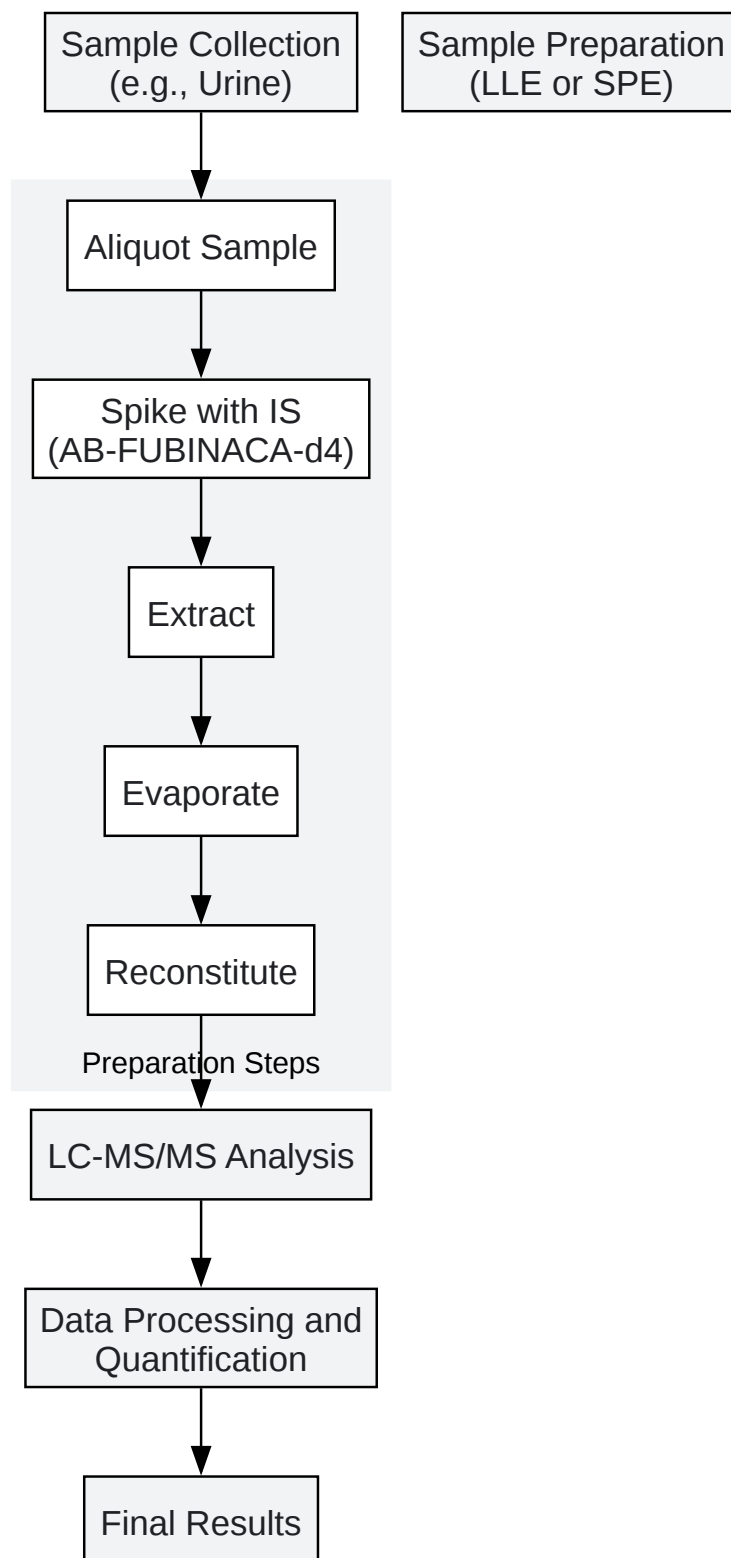 Sample Collection
(e.g., Urine)
Sample Preparation
(LLE or SPE)
Aliquot Sample
Spike with IS
(AB-FUBINACA-d4)
Extract
Evaporate
Reconstitute
Preparation Steps
LC-MS/MS Analysis
Data Processing and
Quantification
Final Results